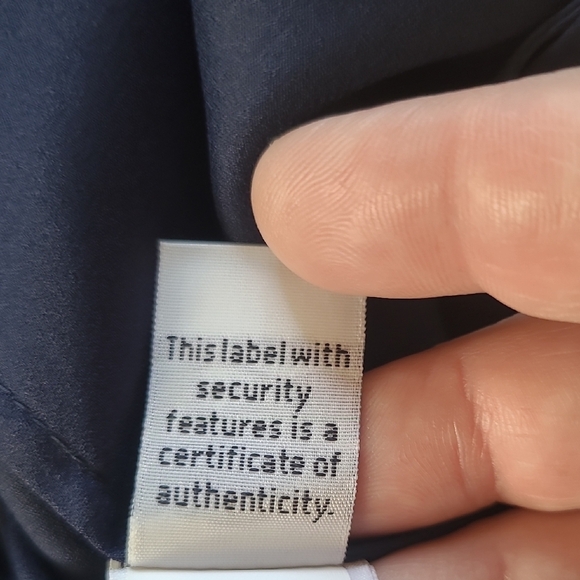 This label with
security
features is a
certificate of
authenticity.